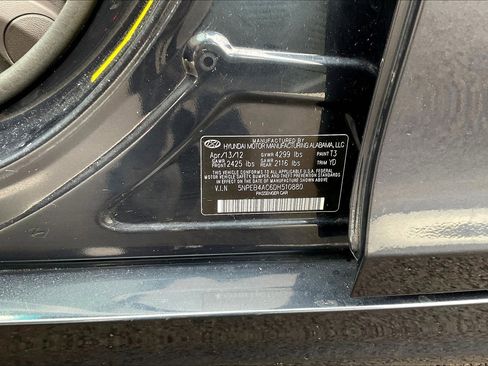 MANUFACTURED BY
HYUNDAI MOTOR MANUFACTURING ALABAMA, LLC
Apr/13/12 GVWR 4299 lbs PAINT T3
GAWR FRONT 2425 lbs GAWR REAR 2116 lbs TRIM YD
THIS VEHICLE CONFORMS TO ALL APPLICABLE U.S.A. FEDERAL
MOTOR VEHICLE SAFETY, BUMPER, AND THEFT PREVENTION
STANDARDS IN EFFECT ON THE DATE OF MANUFACTURE SHOWN ABOVE.
V.I.N 5NPEB4AC6DH510880
PASSENGER CAR